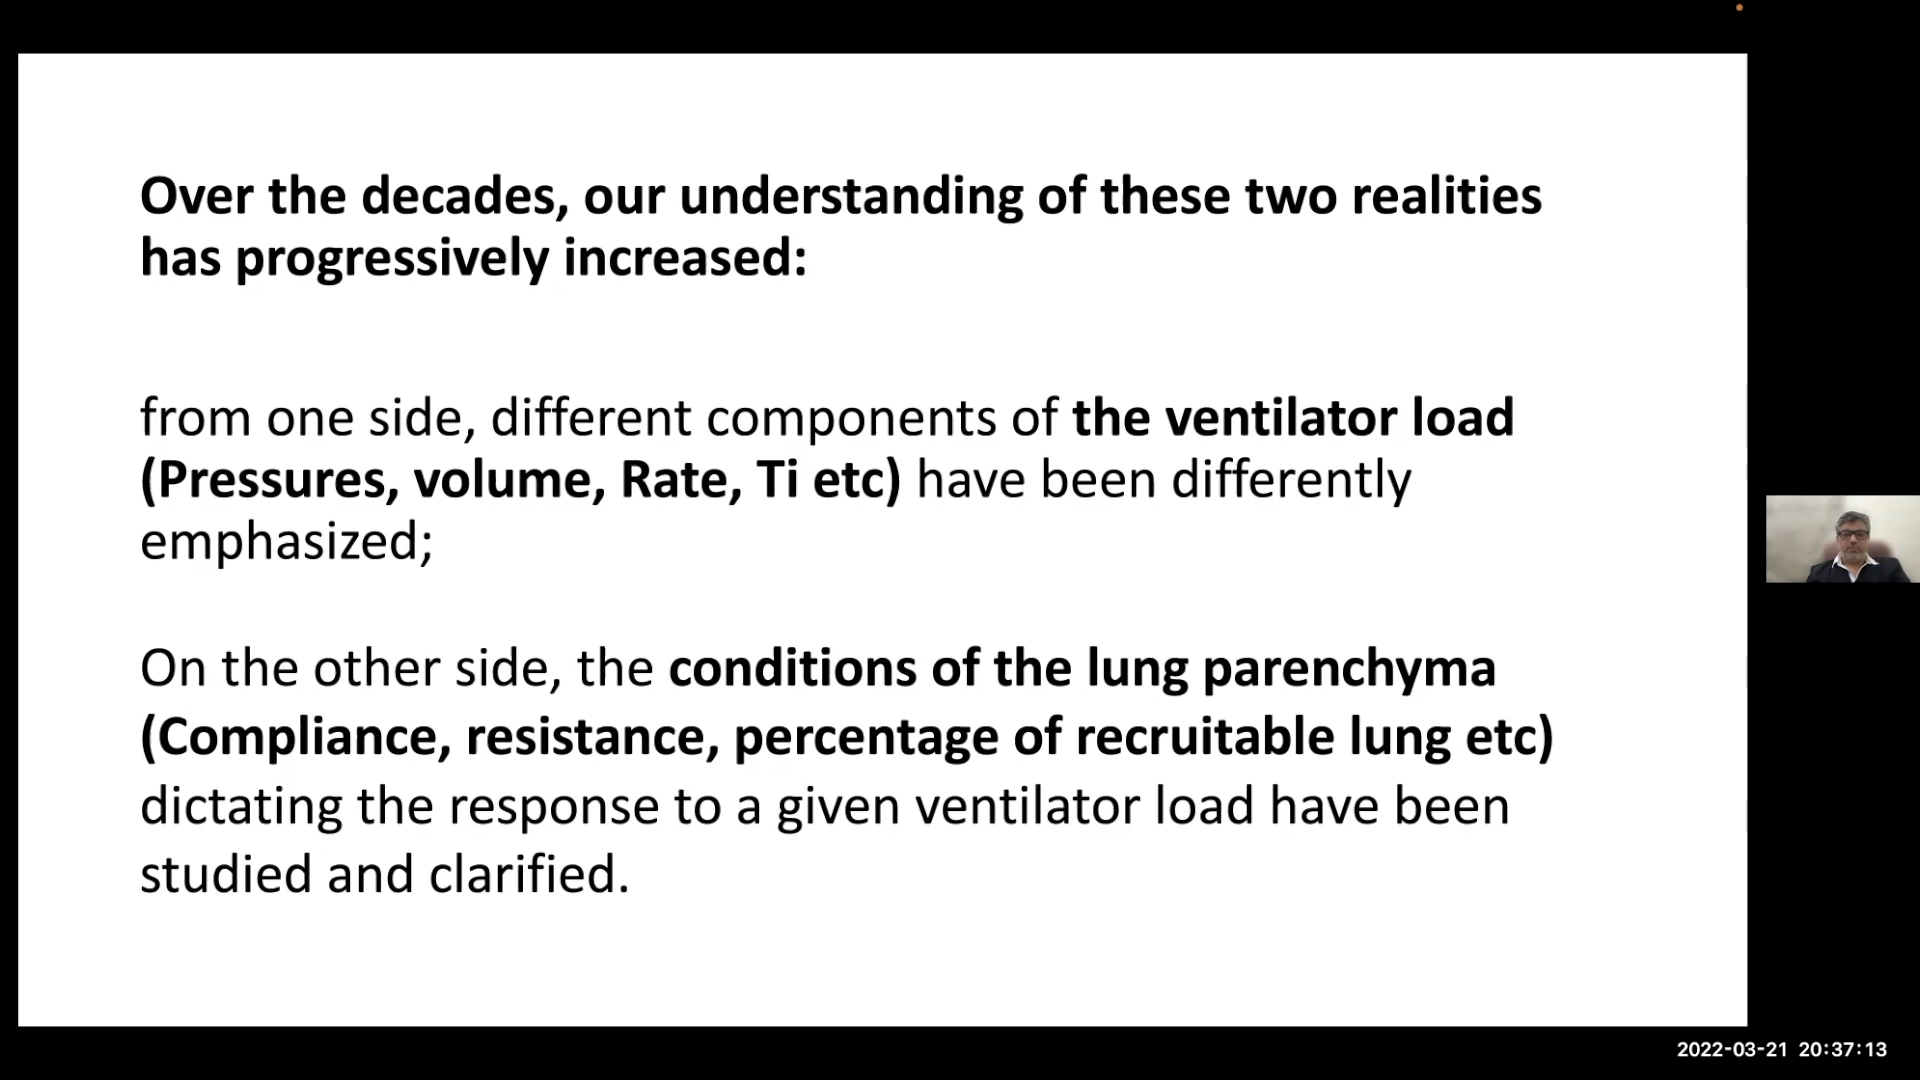 Over the decades, our understanding of these two realities
has progressively increased:
from one side, different components of the ventilator load
(Pressures, volume, Rate, Ti etc) have been differently
emphasized;
On the other side, the conditions of the lung parenchyma
(Compliance, resistance, percentage of recruitable lung etc)
dictating the response to a given ventilator load have been
studied and clarified.
2022-03-21 20:37:13